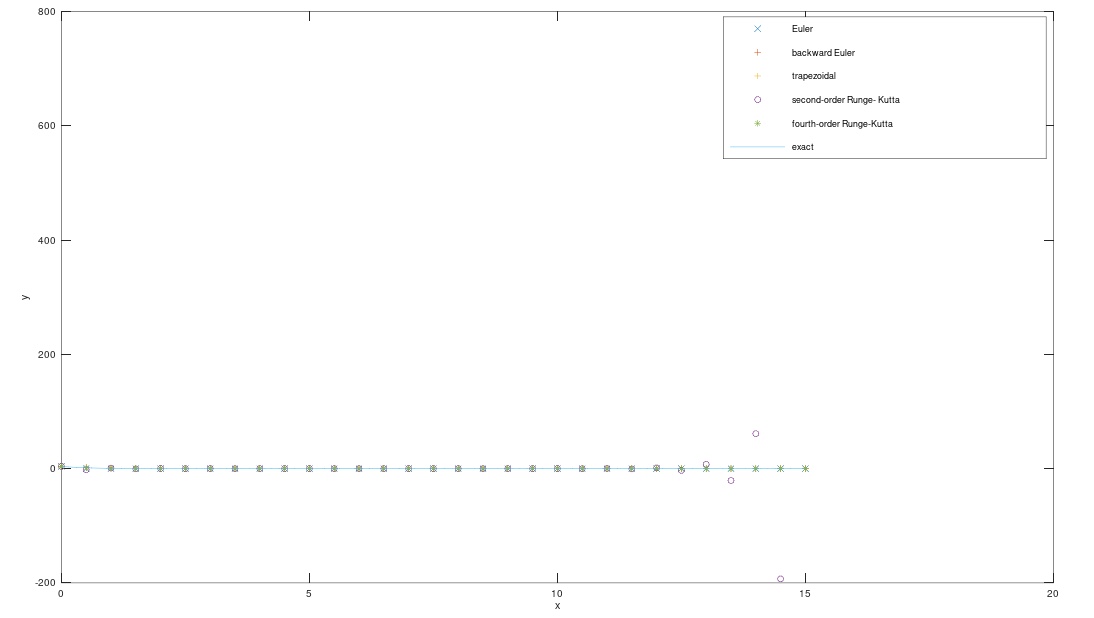 800
600
400
200
0
-200
0
5
10
15
20
x
y
Euler
backward Euler
trapezoidal
second-order Runge- Kutta
fourth-order Runge-Kutta
exact